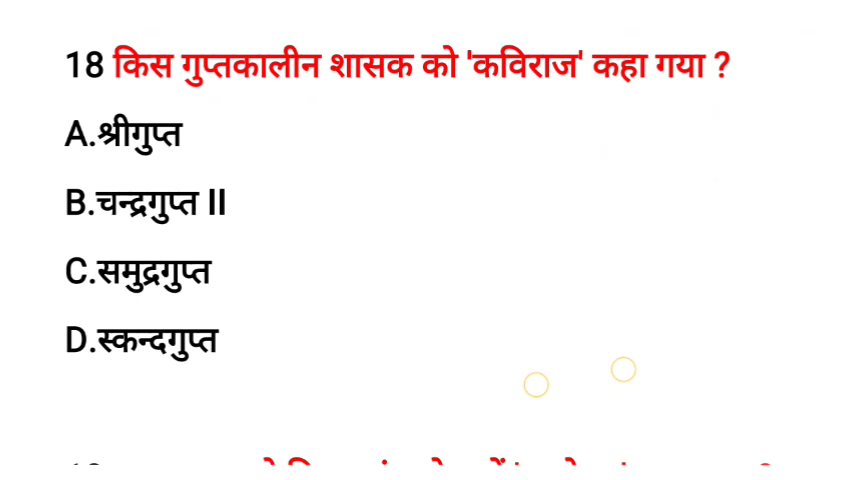 18 किस गुप्तकालीन शासक को 'कविराज' कहा गया ?
A.श्रीगुप्त
B.चन्द्रगुप्त II
C.समुद्रगुप्त
D.स्कन्दगुप्त